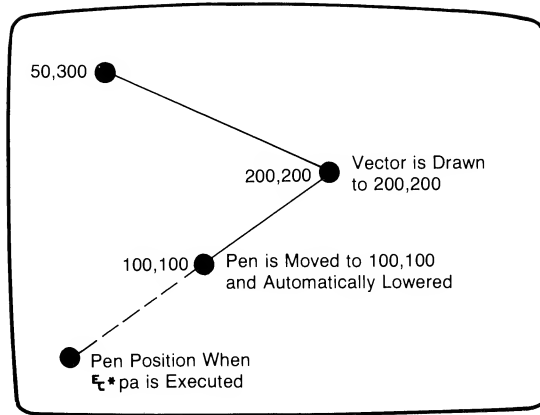 50,300
200,200
Vector is Drawn
to 200,200
100,100
Pen is Moved to 100,100
and Automatically Lowered
Pen Position When
ᴱc* pa is Executed